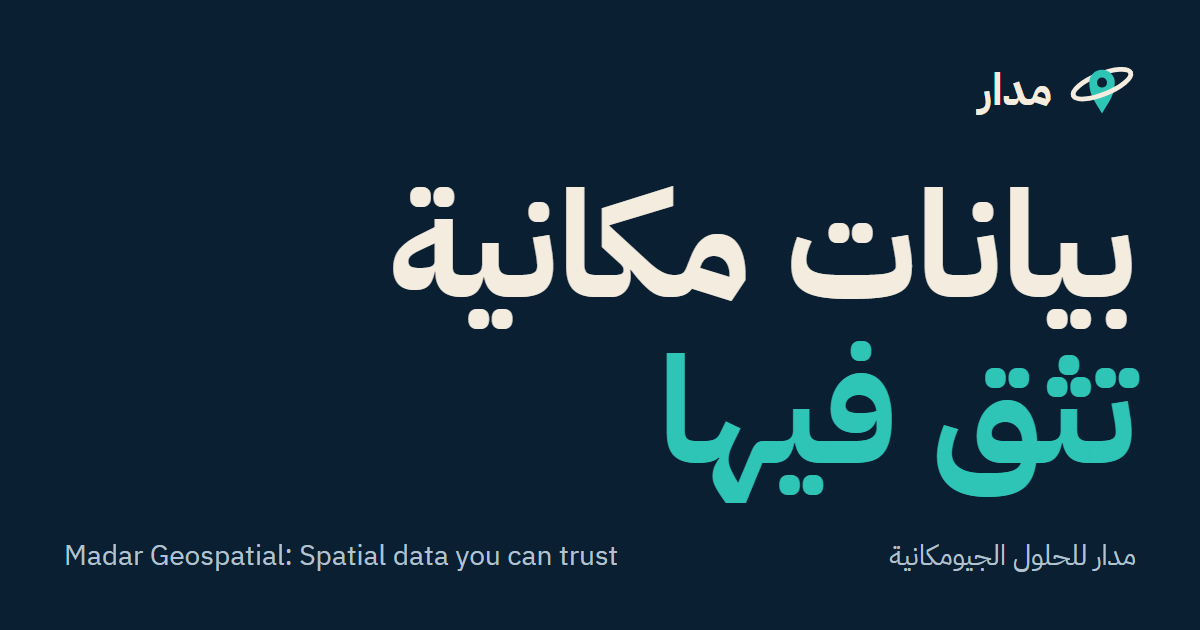 مدار
بيانات مكانية
تثق فيها
مدار للحلول الجيومكانية
Madar Geospatial: Spatial data you can trust